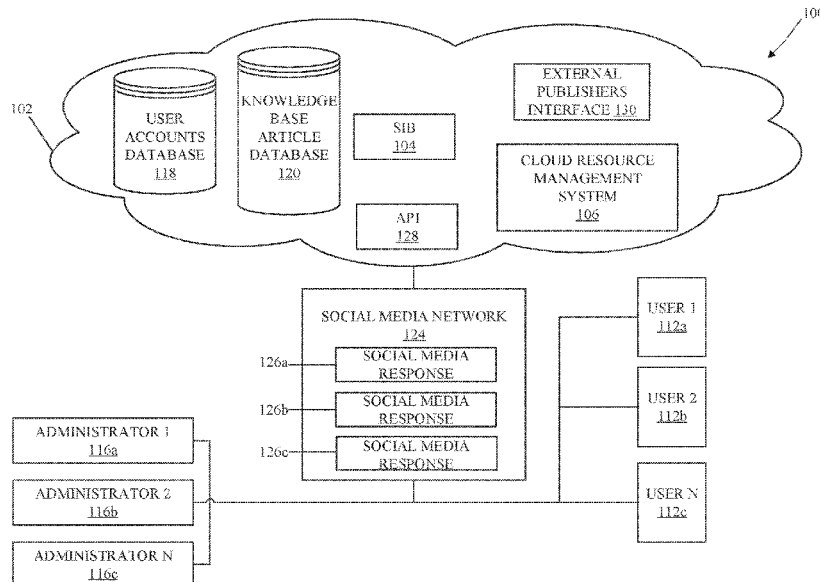 102
USER
ACCOUNTS
DATABASE
118
KNOWLEDGE
BASE
ARTICLE
DATABASE
120
SIB
104
API
128
EXTERNAL
PUBLISHERS
INTERFACE 130
CLOUD RESOURCE
MANAGEMENT
SYSTEM
106
SOCIAL MEDIA NETWORK
124
126a
SOCIAL MEDIA
RESPONSE
126b
SOCIAL MEDIA
RESPONSE
126c
SOCIAL MEDIA
RESPONSE
ADMINISTRATOR 1
116a
ADMINISTRATOR 2
116b
ADMINISTRATOR N
116c
USER 1
112a
USER 2
112b
USER N
112c